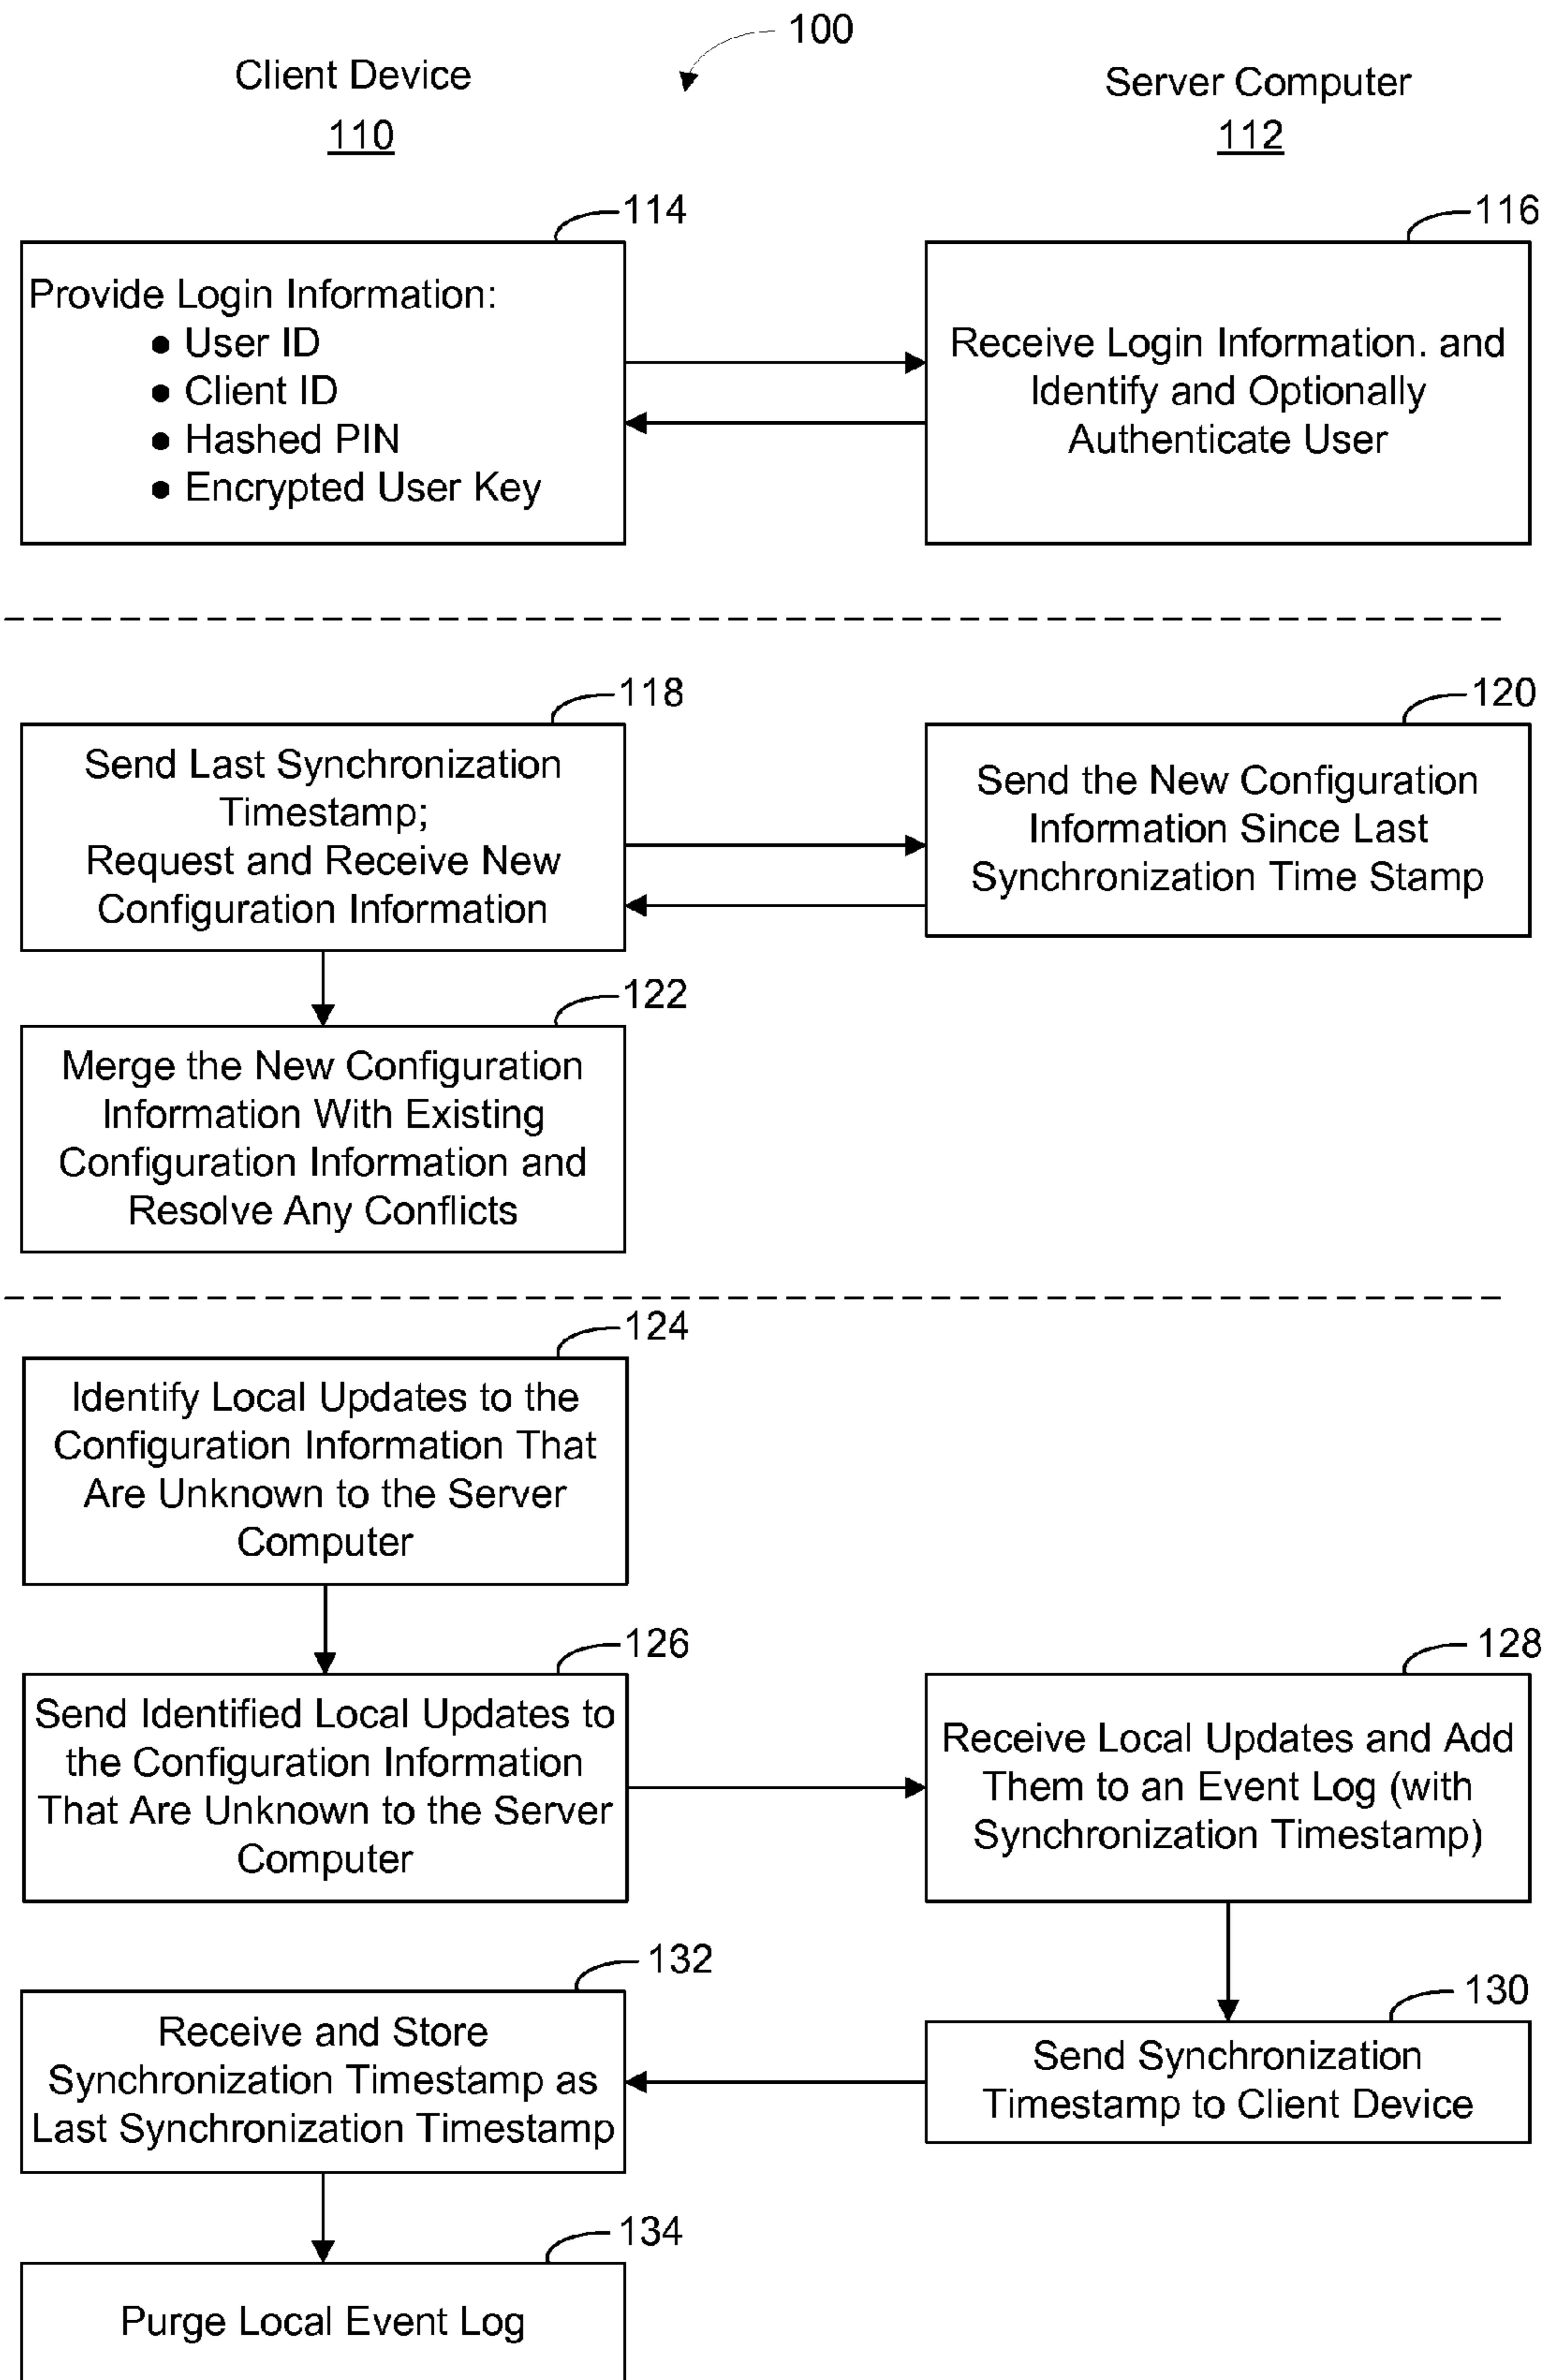 100
Client Device
110
Server Computer
112
114
Provide Login Information:
● User ID
● Client ID
● Hashed PIN
● Encrypted User Key
116
Receive Login Information. and
Identify and Optionally
Authenticate User
118
Send Last Synchronization
Timestamp;
Request and Receive New
Configuration Information
120
Send the New Configuration
Information Since Last
Synchronization Time Stamp
122
Merge the New Configuration
Information With Existing
Configuration Information and
Resolve Any Conflicts
124
Identify Local Updates to the
Configuration Information That
Are Unknown to the Server
Computer
126
Send Identified Local Updates to
the Configuration Information
That Are Unknown to the Server
Computer
128
Receive Local Updates and Add
Them to an Event Log (with
Synchronization Timestamp)
130
Send Synchronization
Timestamp to Client Device
132
Receive and Store
Synchronization Timestamp as
Last Synchronization Timestamp
134
Purge Local Event Log